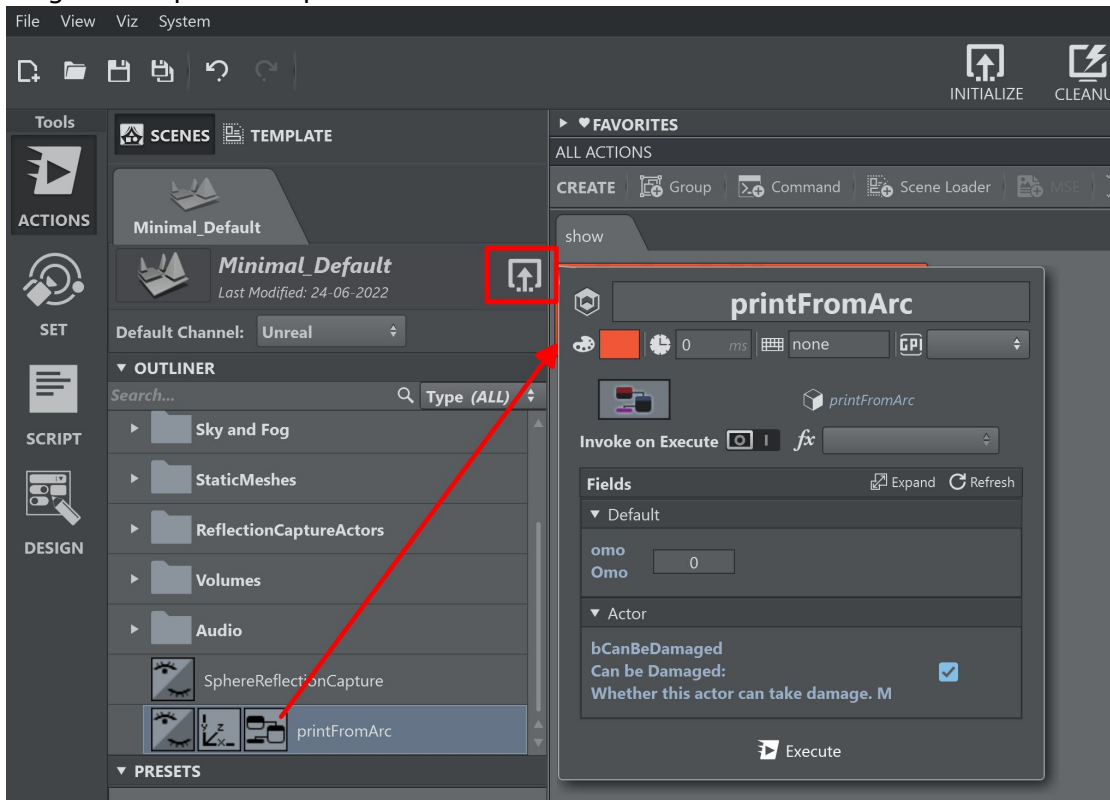 File View Viz System
INITIALIZE
CLEANU
Tools
SCENES TEMPLATE
FAVORITES
ALL ACTIONS
CREATE Group Command Scene Loader MSE
ACTIONS
Minimal_Default
show
Minimal_Default
Last Modified: 24-06-2022
printFromArc
SET
Default Channel: Unreal
0 ms none GPI
OUTLINER
Search... Type (ALL)
printFromArc
SCRIPT
Sky and Fog
Invoke on Execute O I fx
StaticMeshes
Fields Expand Refresh
Default
ReflectionCaptureActors
DESIGN
omo
Omo 0
Volumes
Actor
Audio
bCanBeDamaged
Can be Damaged:
Whether this actor can take damage. M
SphereReflectionCapture
printFromArc
Execute
PRESETS